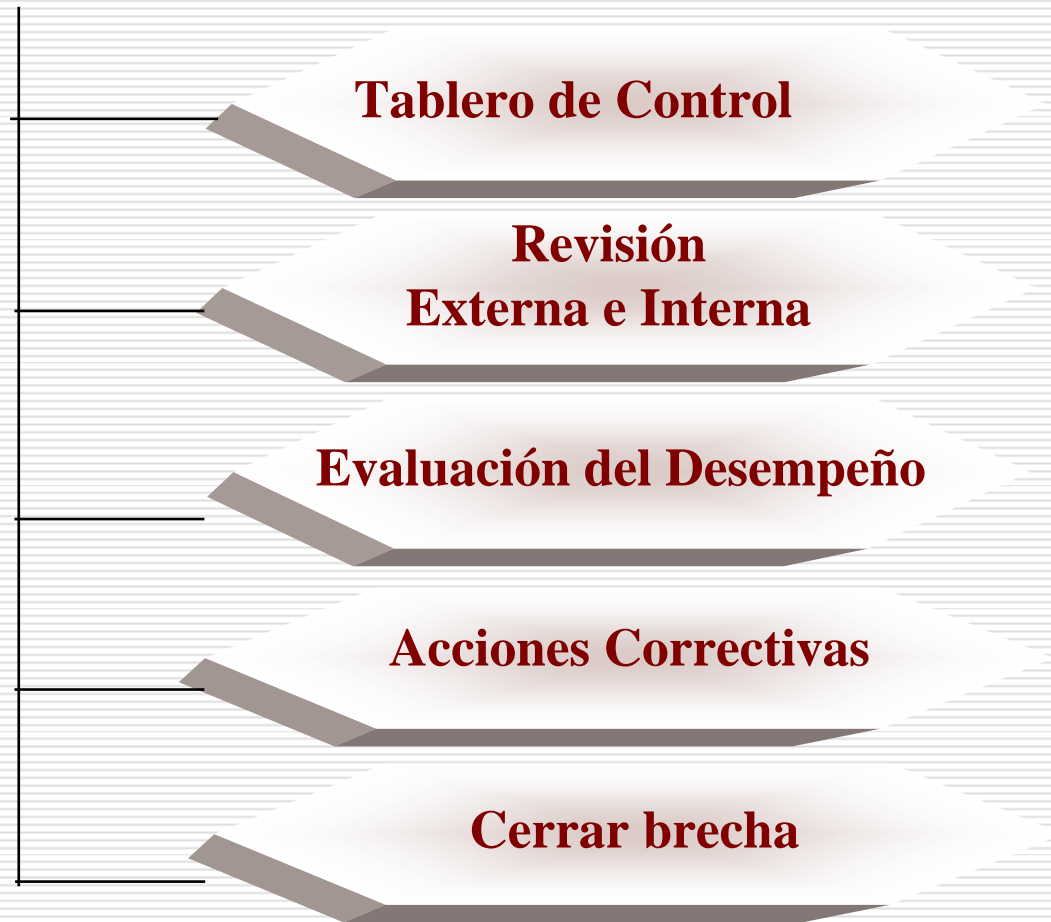 Tablero de Control
Revisión
Externa e Interna
Evaluación del Desempeño
Acciones Correctivas
Cerrar brecha